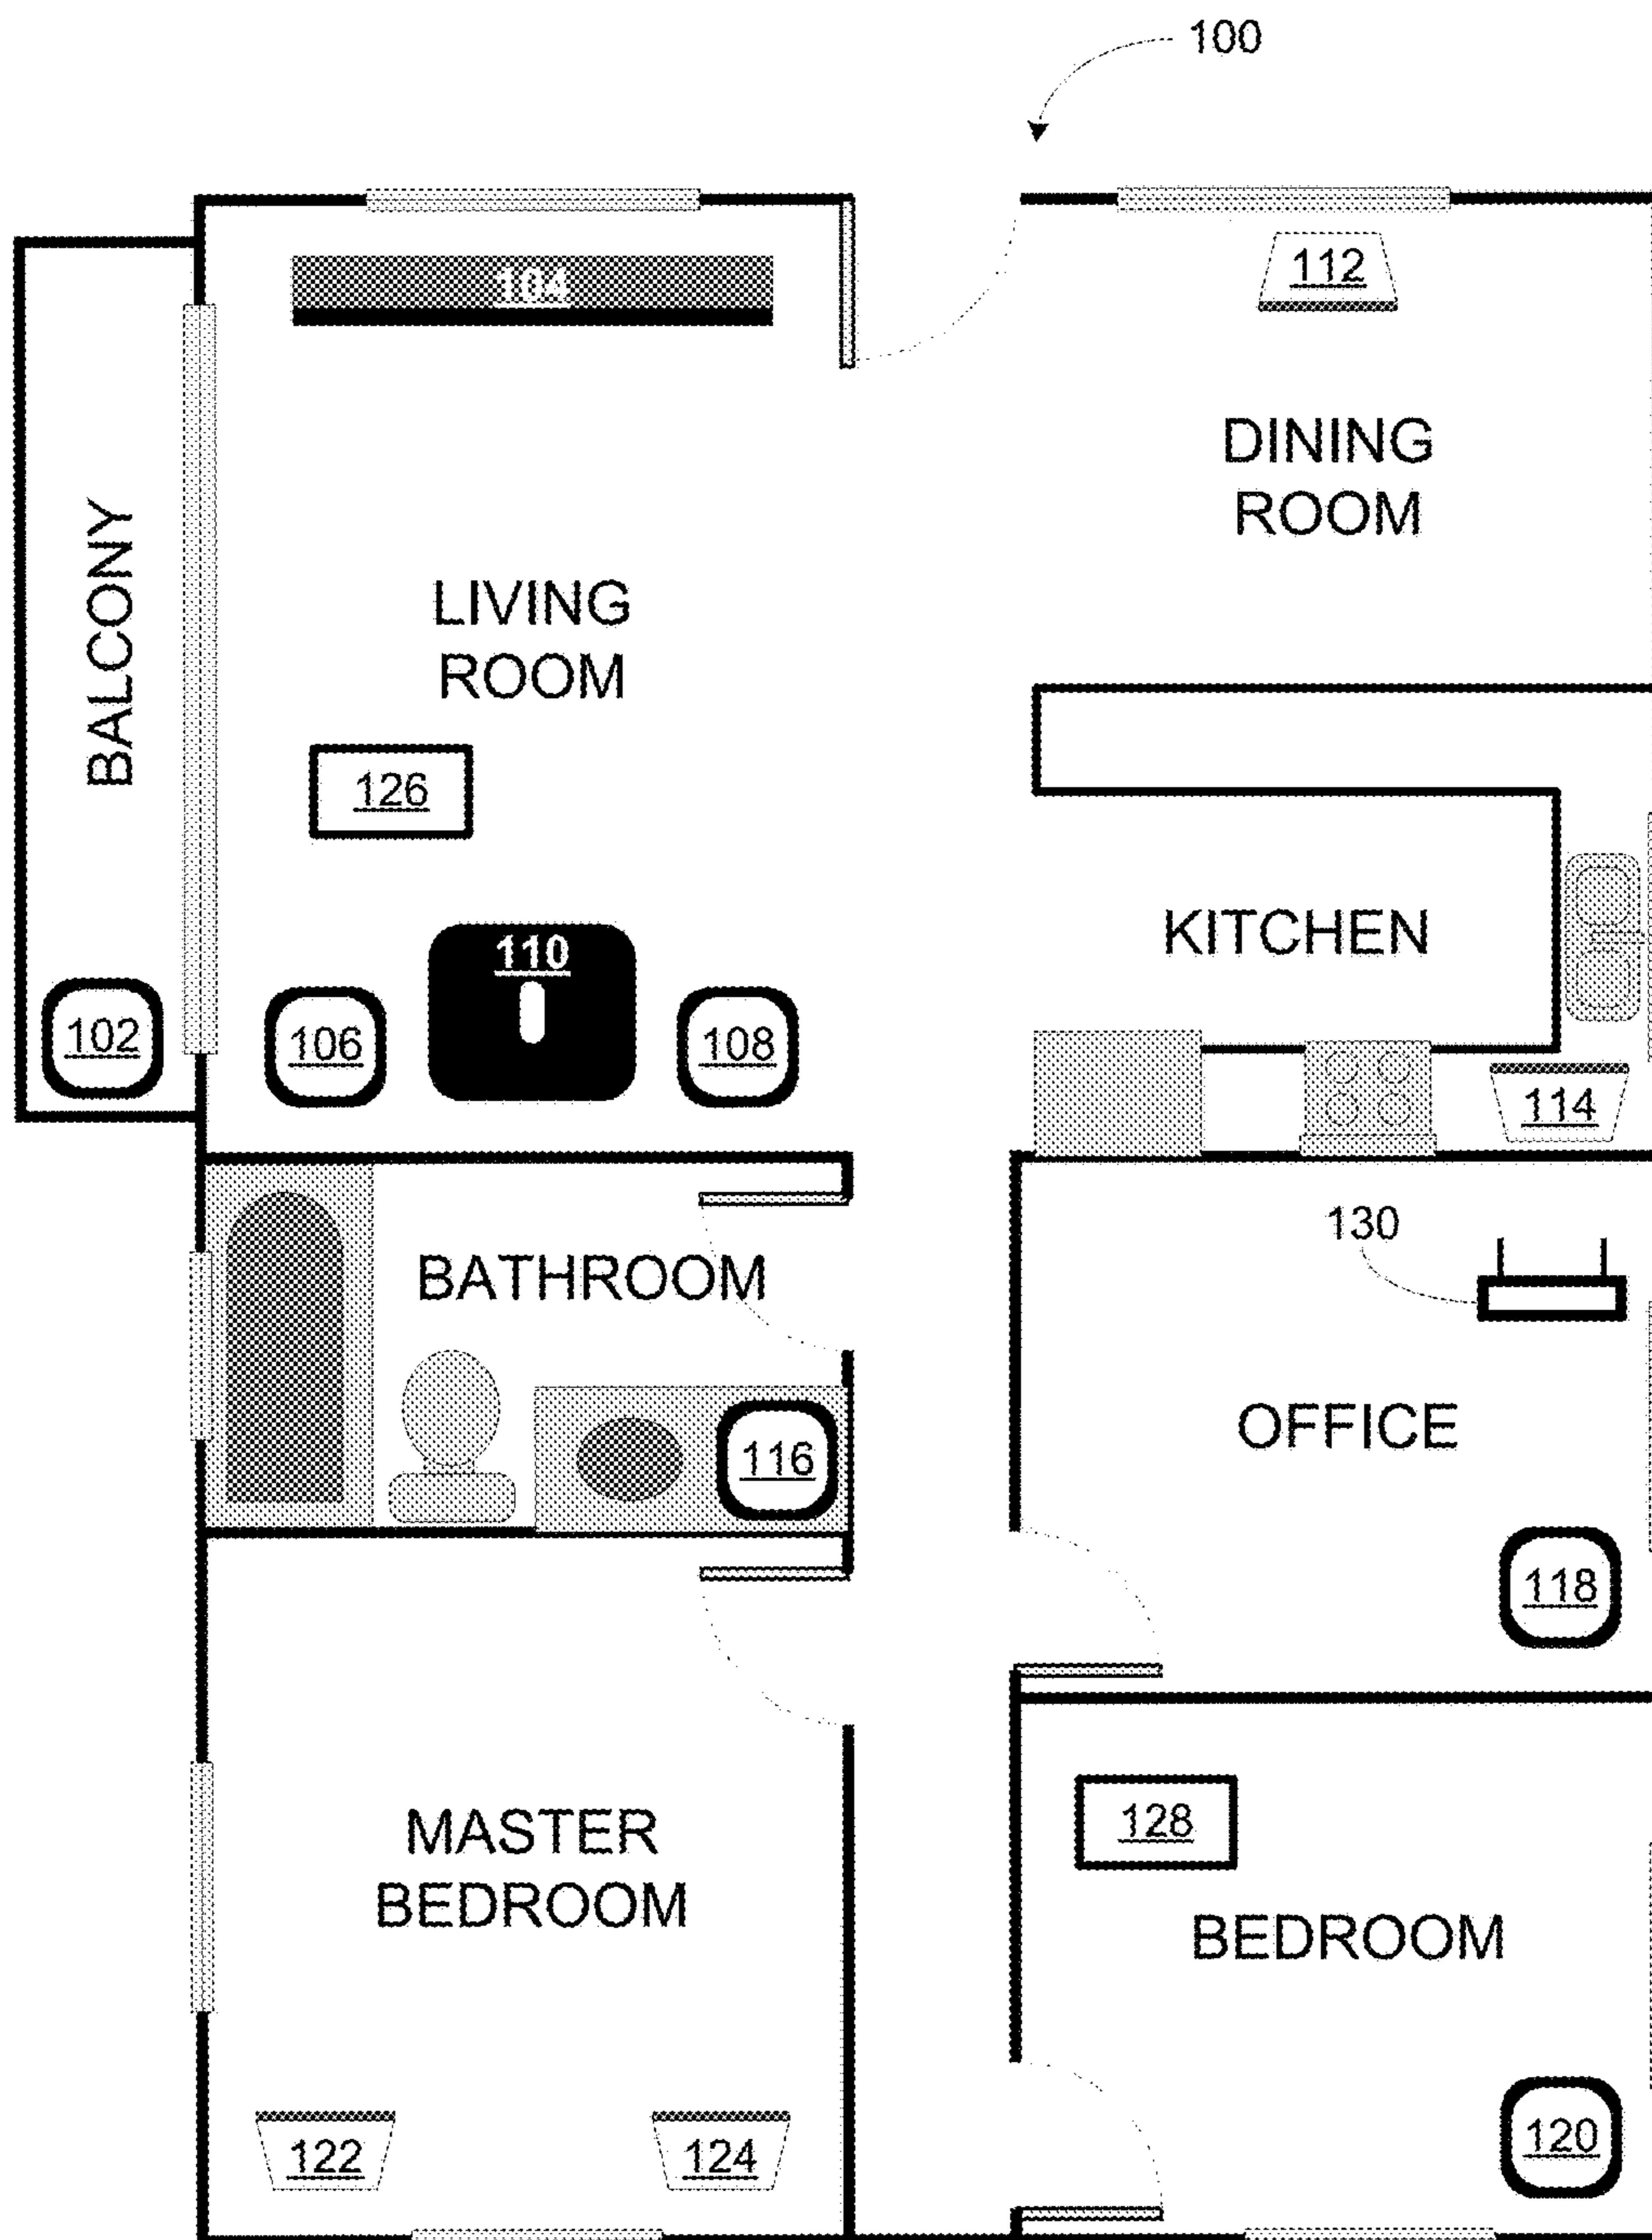 100
104
112
DINING
ROOM
BALCONY
LIVING
ROOM
126
KITCHEN
110
102
106
108
114
130
BATHROOM
OFFICE
116
118
MASTER
BEDROOM
128
BEDROOM
122
124
120